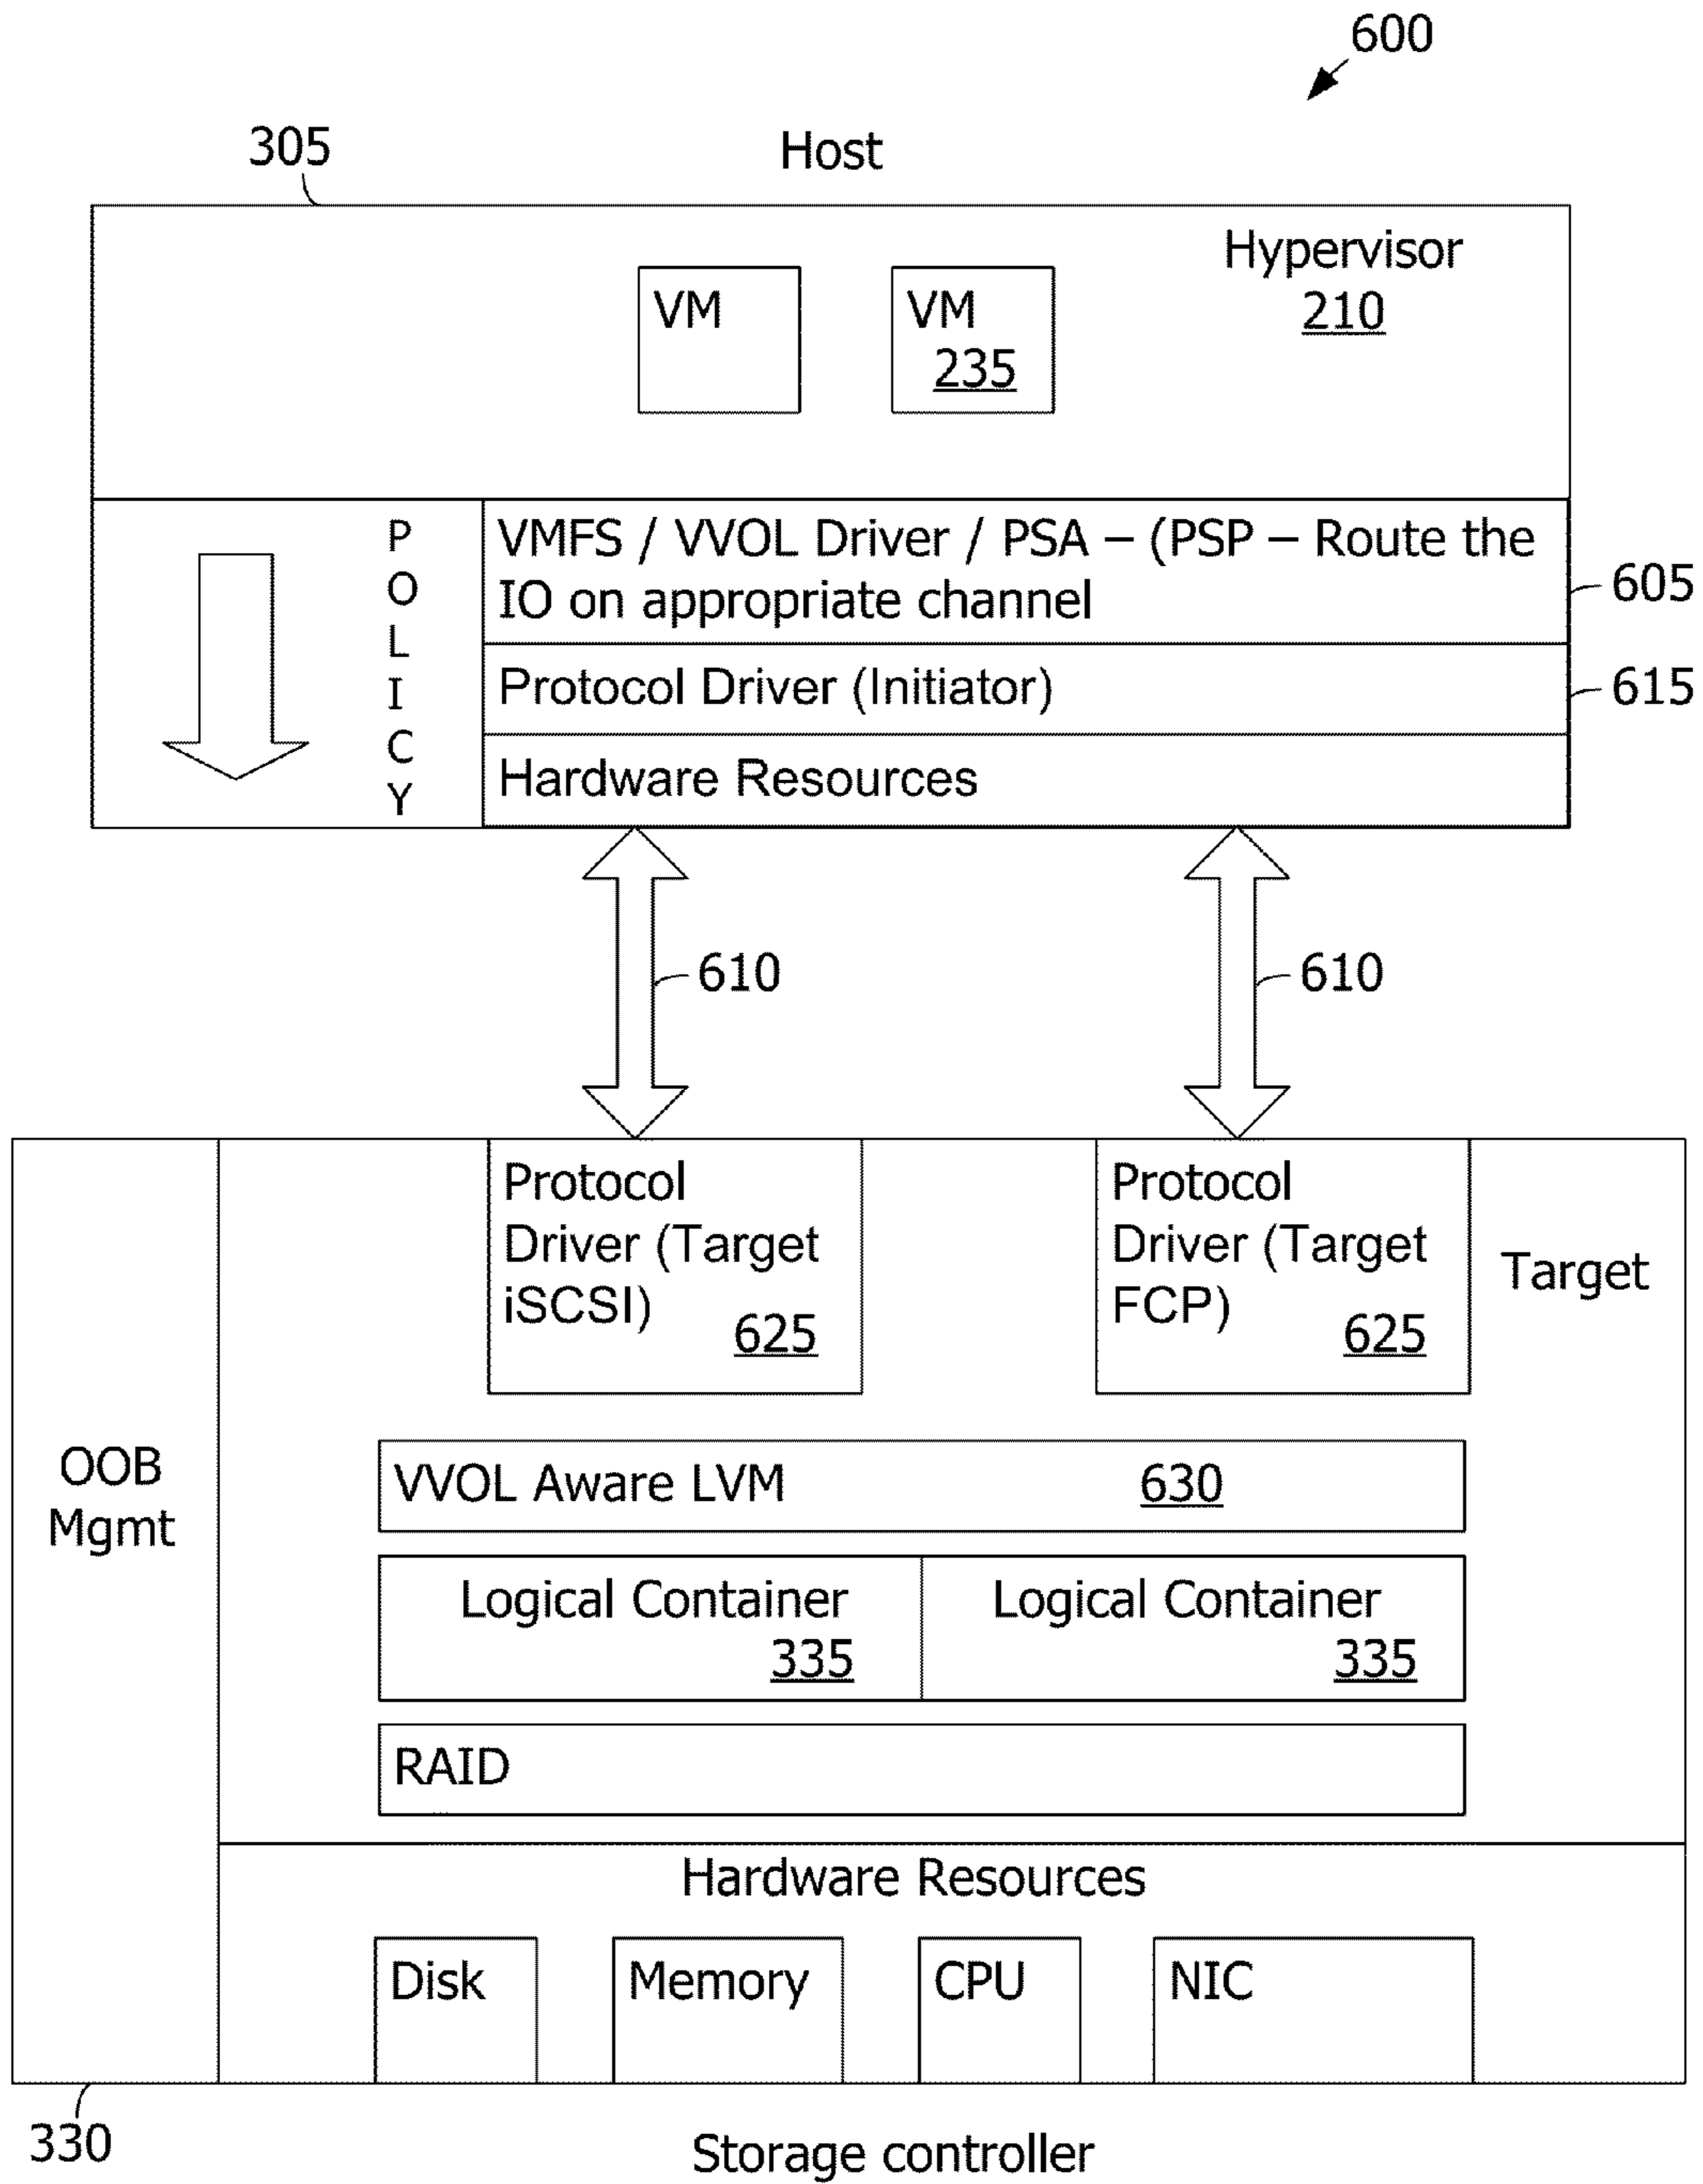 600
305
Host
Hypervisor
210
VM
VM
235
POLICY
VMFS / VVOL Driver / PSA – (PSP – Route the
IO on appropriate channel
605
Protocol Driver (Initiator)
615
Hardware Resources
610
610
Protocol
Driver (Target
iSCSI)
625
Protocol
Driver (Target
FCP)
625
Target
OOB
Mgmt
VVOL Aware LVM
630
Logical Container
335
Logical Container
335
RAID
Hardware Resources
Disk
Memory
CPU
NIC
330
Storage controller